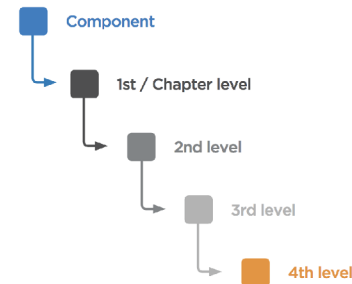 Component
1st / Chapter level
2nd level
3rd level
4th level